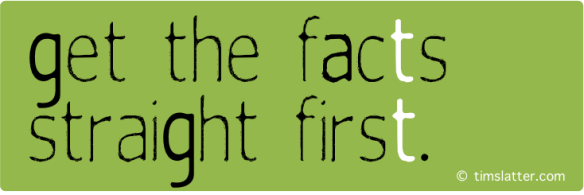 get the facts
straight first.
© timslatter.com